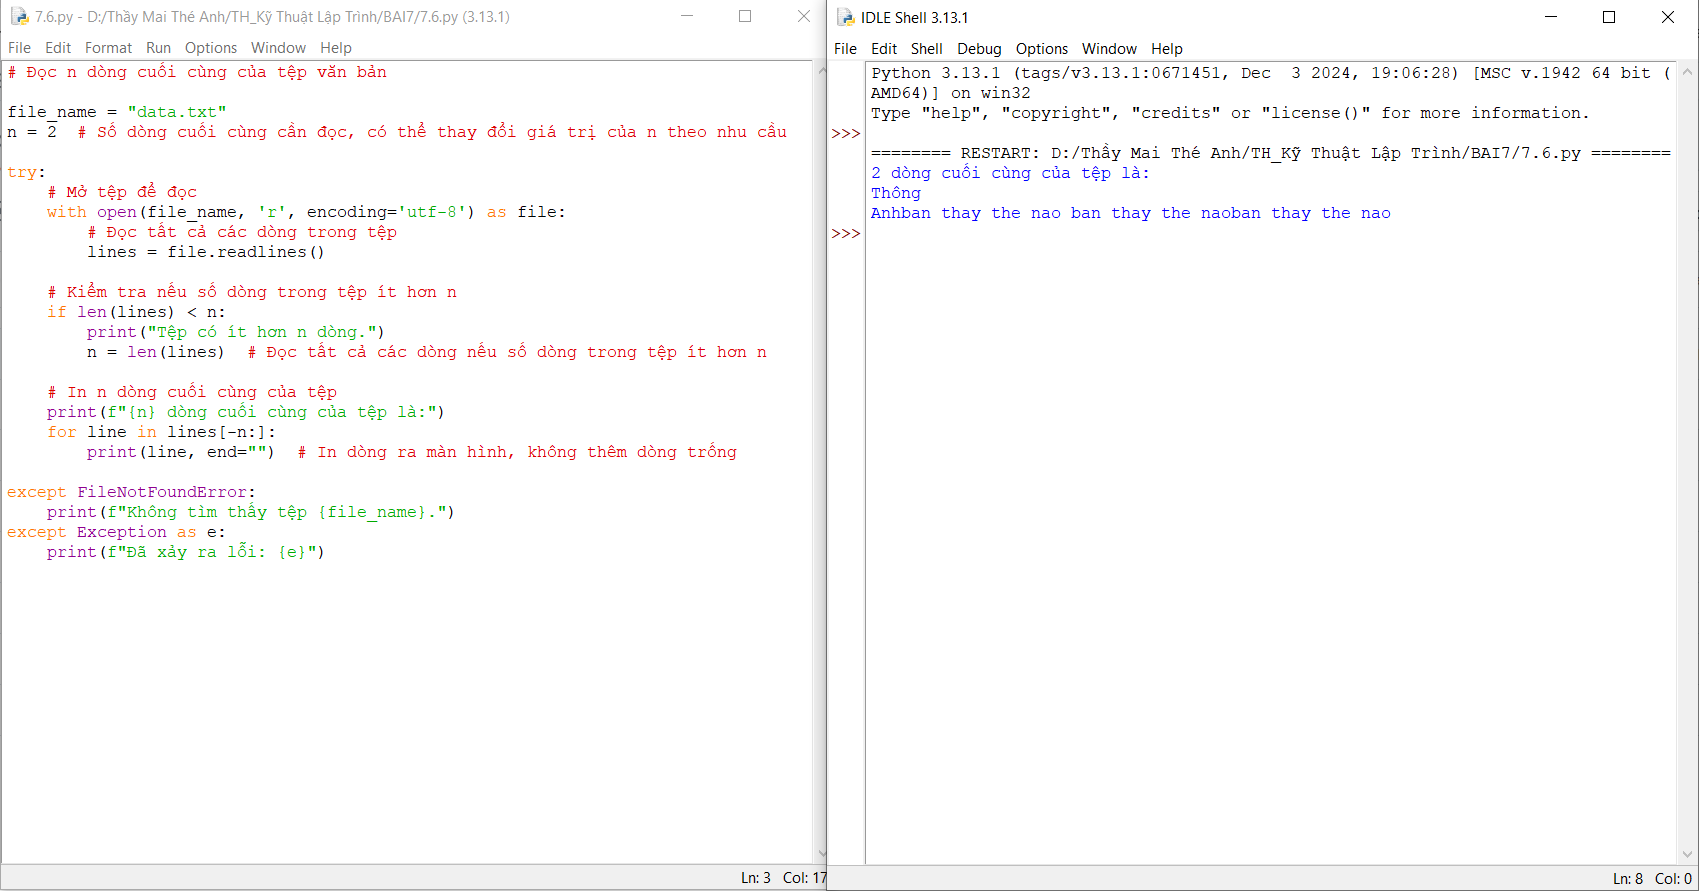 7.6.py - D:/Thầy Mai Thé Anh/TH_Kỹ Thuật Lập Trình/BAI7/7.6.py (3.13.1)
File Edit Format Run Options Window Help
# Đọc n dòng cuối cùng của tệp văn bản
file_name = "data.txt"
n = 2  # Số dòng cuối cùng cần đọc, có thể thay đổi giá trị của n theo nhu cầu
try:
    # Mở tệp để đọc
    with open(file_name, 'r', encoding='utf-8') as file:
        # Đọc tất cả các dòng trong tệp
        lines = file.readlines()
    # Kiểm tra nếu số dòng trong tệp ít hơn n
    if len(lines) < n:
        print("Tệp có ít hơn n dòng.")
        n = len(lines)  # Đọc tất cả các dòng nếu số dòng trong tệp ít hơn n
    # In n dòng cuối cùng của tệp
    print(f"{n} dòng cuối cùng của tệp là:")
    for line in lines[-n:]:
        print(line, end="")  # In dòng ra màn hình, không thêm dòng trống
except FileNotFoundError:
    print(f"Không tìm thấy tệp {file_name}.")
except Exception as e:
    print(f"Đã xảy ra lỗi: {e}")
Ln: 3 Col: 17
IDLE Shell 3.13.1
File Edit Shell Debug Options Window Help
Python 3.13.1 (tags/v3.13.1:0671451, Dec  3 2024, 19:06:28) [MSC v.1942 64 bit (
AMD64)] on win32
Type "help", "copyright", "credits" or "license()" for more information.
>>>
======== RESTART: D:/Thầy Mai Thé Anh/TH_Kỹ Thuật Lập Trình/BAI7/7.6.py ========
2 dòng cuối cùng của tệp là:
Thông
Anhban thay the nao ban thay the naoban thay the nao
>>>
Ln: 8 Col: 0